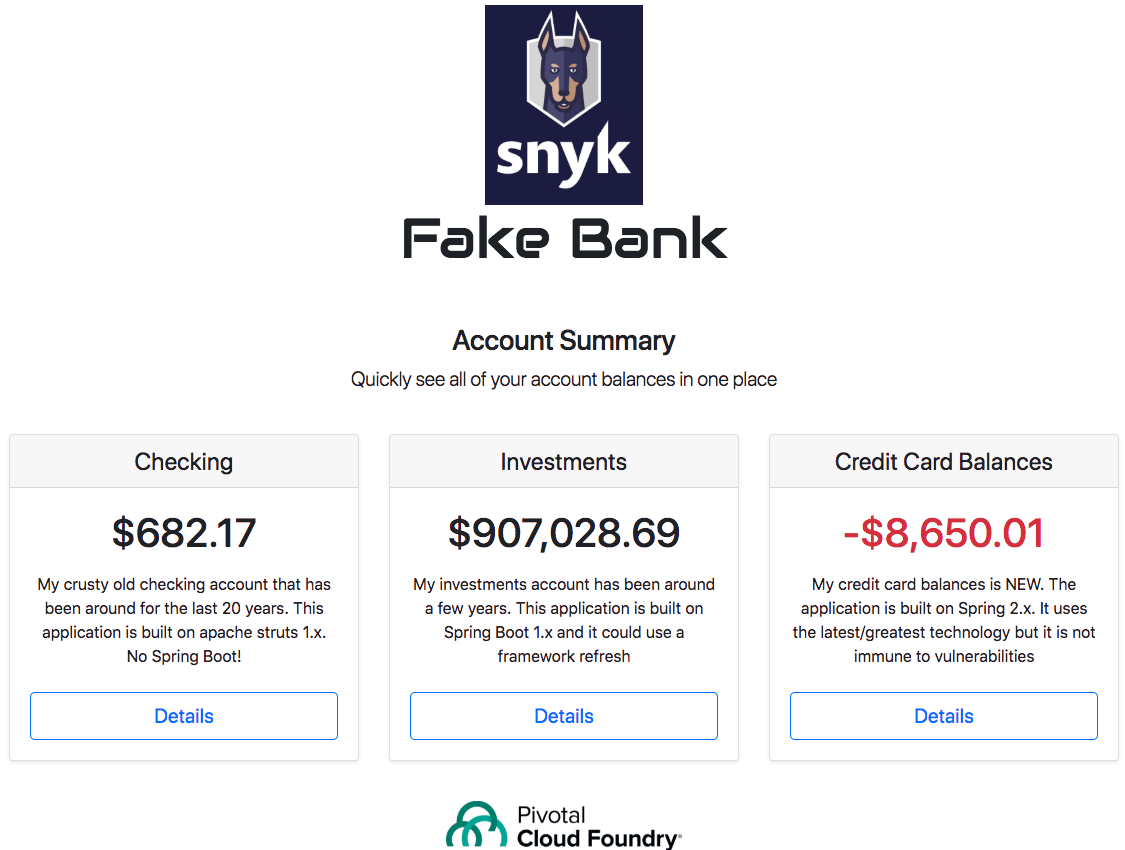 snyk
Fake Bank
Account Summary
Quickly see all of your account balances in one place
Checking
$682.17
My crusty old checking account that has
been around for the last 20 years. This
application is built on apache struts 1.x.
No Spring Boot!
Details
Investments
$907,028.69
My investments account has been around
a few years. This application is built on
Spring Boot 1.x and it could use a
framework refresh
Details
Credit Card Balances
-$8,650.01
My credit card balances is NEW. The
application is built on Spring 2.x. It uses
the latest/greatest technology but it is not
immune to vulnerabilities
Details
Pivotal
Cloud Foundry